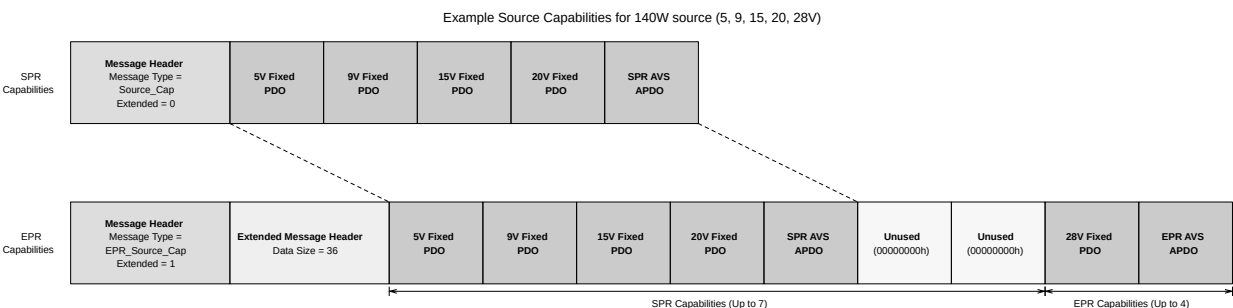 Example Source Capabilities for 140W source (5, 9, 15, 20, 28V)
SPR
Capabilities
Message Header
Message Type =
Source_Cap
Extended = 0
5V Fixed
PDO
9V Fixed
PDO
15V Fixed
PDO
20V Fixed
PDO
SPR AVS
APDO
EPR
Capabilities
Message Header
Message Type =
EPR_Source_Cap
Extended = 1
Extended Message Header
Data Size = 36
5V Fixed
PDO
9V Fixed
PDO
15V Fixed
PDO
20V Fixed
PDO
SPR AVS
APDO
Unused
(00000000h)
Unused
(00000000h)
28V Fixed
PDO
EPR AVS
APDO
SPR Capabilities (Up to 7)
EPR Capabilities (Up to 4)